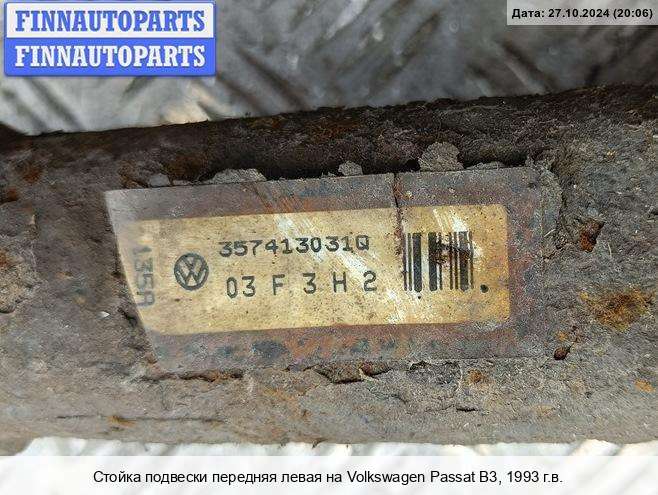 FINNAUTOPARTS
FINNAUTOPARTS
Дата: 27.10.2024 (20:06)
357413031Q
03 F 3 H 2
135A
Стойка подвески передняя левая на Volkswagen Passat B3, 1993 г.в.